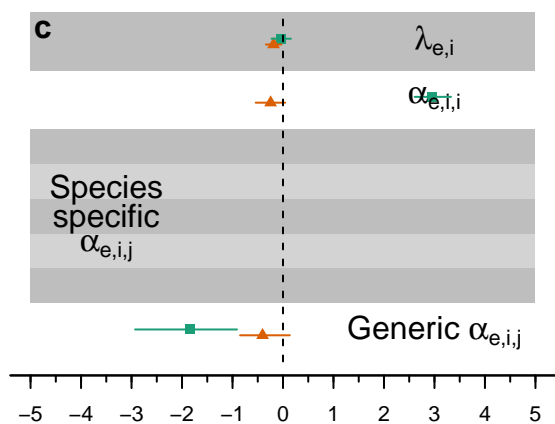 c
λe,i
αe,i,i
Species
specific
αe,i,j
Generic αe,i,j
−5 −4 −3 −2 −1 0 1 2 3 4 5